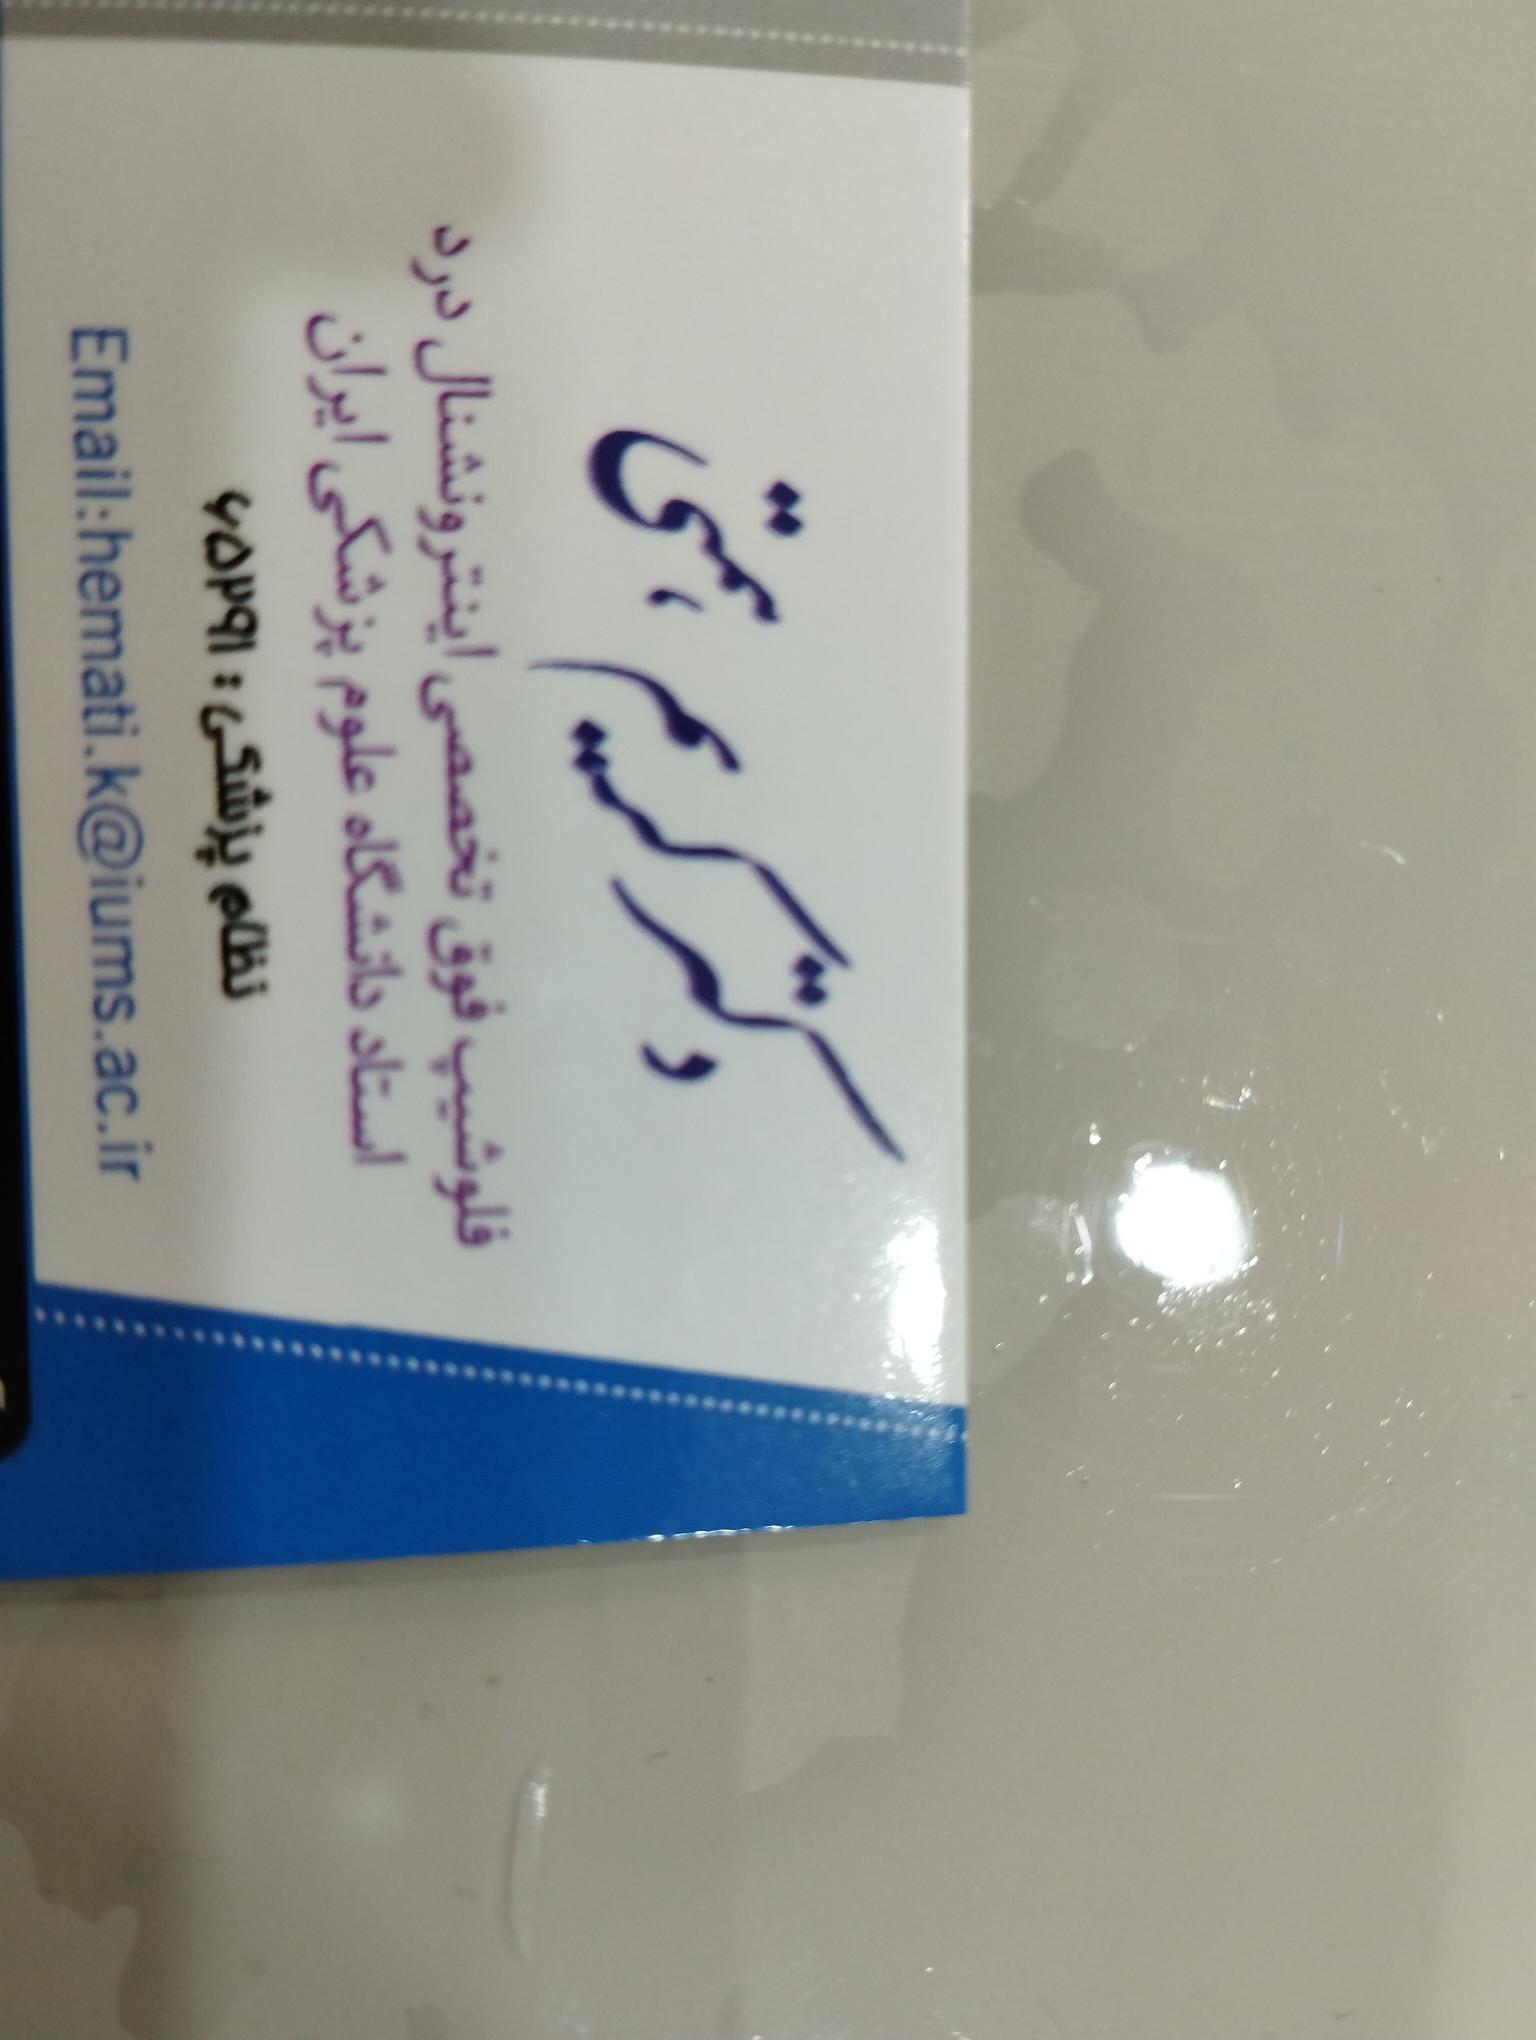 دکتر کریم همتی
فلوشیپ فوق تخصصی اینترونشنال درد
استاد دانشگاه علوم پزشکی ایران
نظام پزشکی: ۶۵۲۹۱
Email:hemati.k@iums.ac.ir